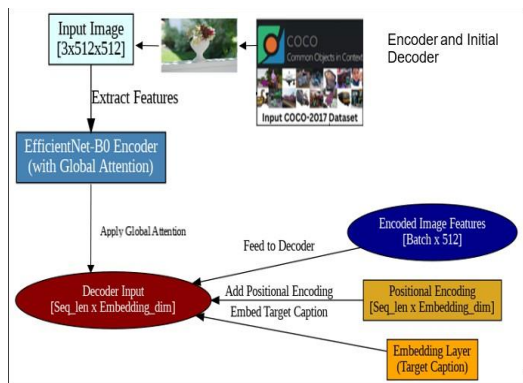 Input Image
[3x512x512]
COCO
Common Objects in Context
Input COCO-2017 Dataset
Encoder and Initial
Decoder
Extract Features
EfficientNet-B0 Encoder
(with Global Attention)
Apply Global Attention
Encoded Image Features
[Batch x 512]
Feed to Decoder
Decoder Input
[Seq_len x Embedding_dim]
Add Positional Encoding
Positional Encoding
[Seq_len x Embedding_dim]
Embed Target Caption
Embedding Layer
(Target Caption)